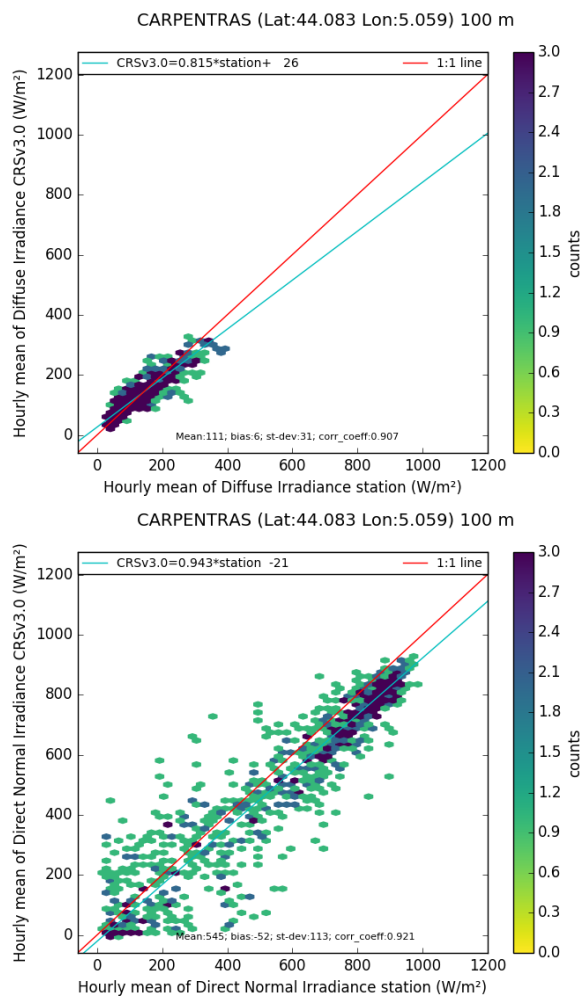 CARPENTRAS (Lat:44.083 Lon:5.059) 100 m
CRSv3.0=0.815*station+ 26
1:1 line
Hourly mean of Diffuse Irradiance CRSv3.0 (W/m²)
1200
1000
800
600
400
200
0
Mean:111; bias:6; st-dev:31; corr_coeff:0.907
0 200 400 600 800 1000 1200
Hourly mean of Diffuse Irradiance station (W/m²)
3.0
2.7
2.4
2.1
1.8
1.5
1.2
0.9
0.6
0.3
0.0
counts
CARPENTRAS (Lat:44.083 Lon:5.059) 100 m
CRSv3.0=0.943*station -21
1:1 line
Hourly mean of Direct Normal Irradiance CRSv3.0 (W/m²)
1200
1000
800
600
400
200
0
Mean:545; bias:-52; st-dev:113; corr_coeff:0.921
0 200 400 600 800 1000 1200
Hourly mean of Direct Normal Irradiance station (W/m²)
3.0
2.7
2.4
2.1
1.8
1.5
1.2
0.9
0.6
0.3
0.0
counts